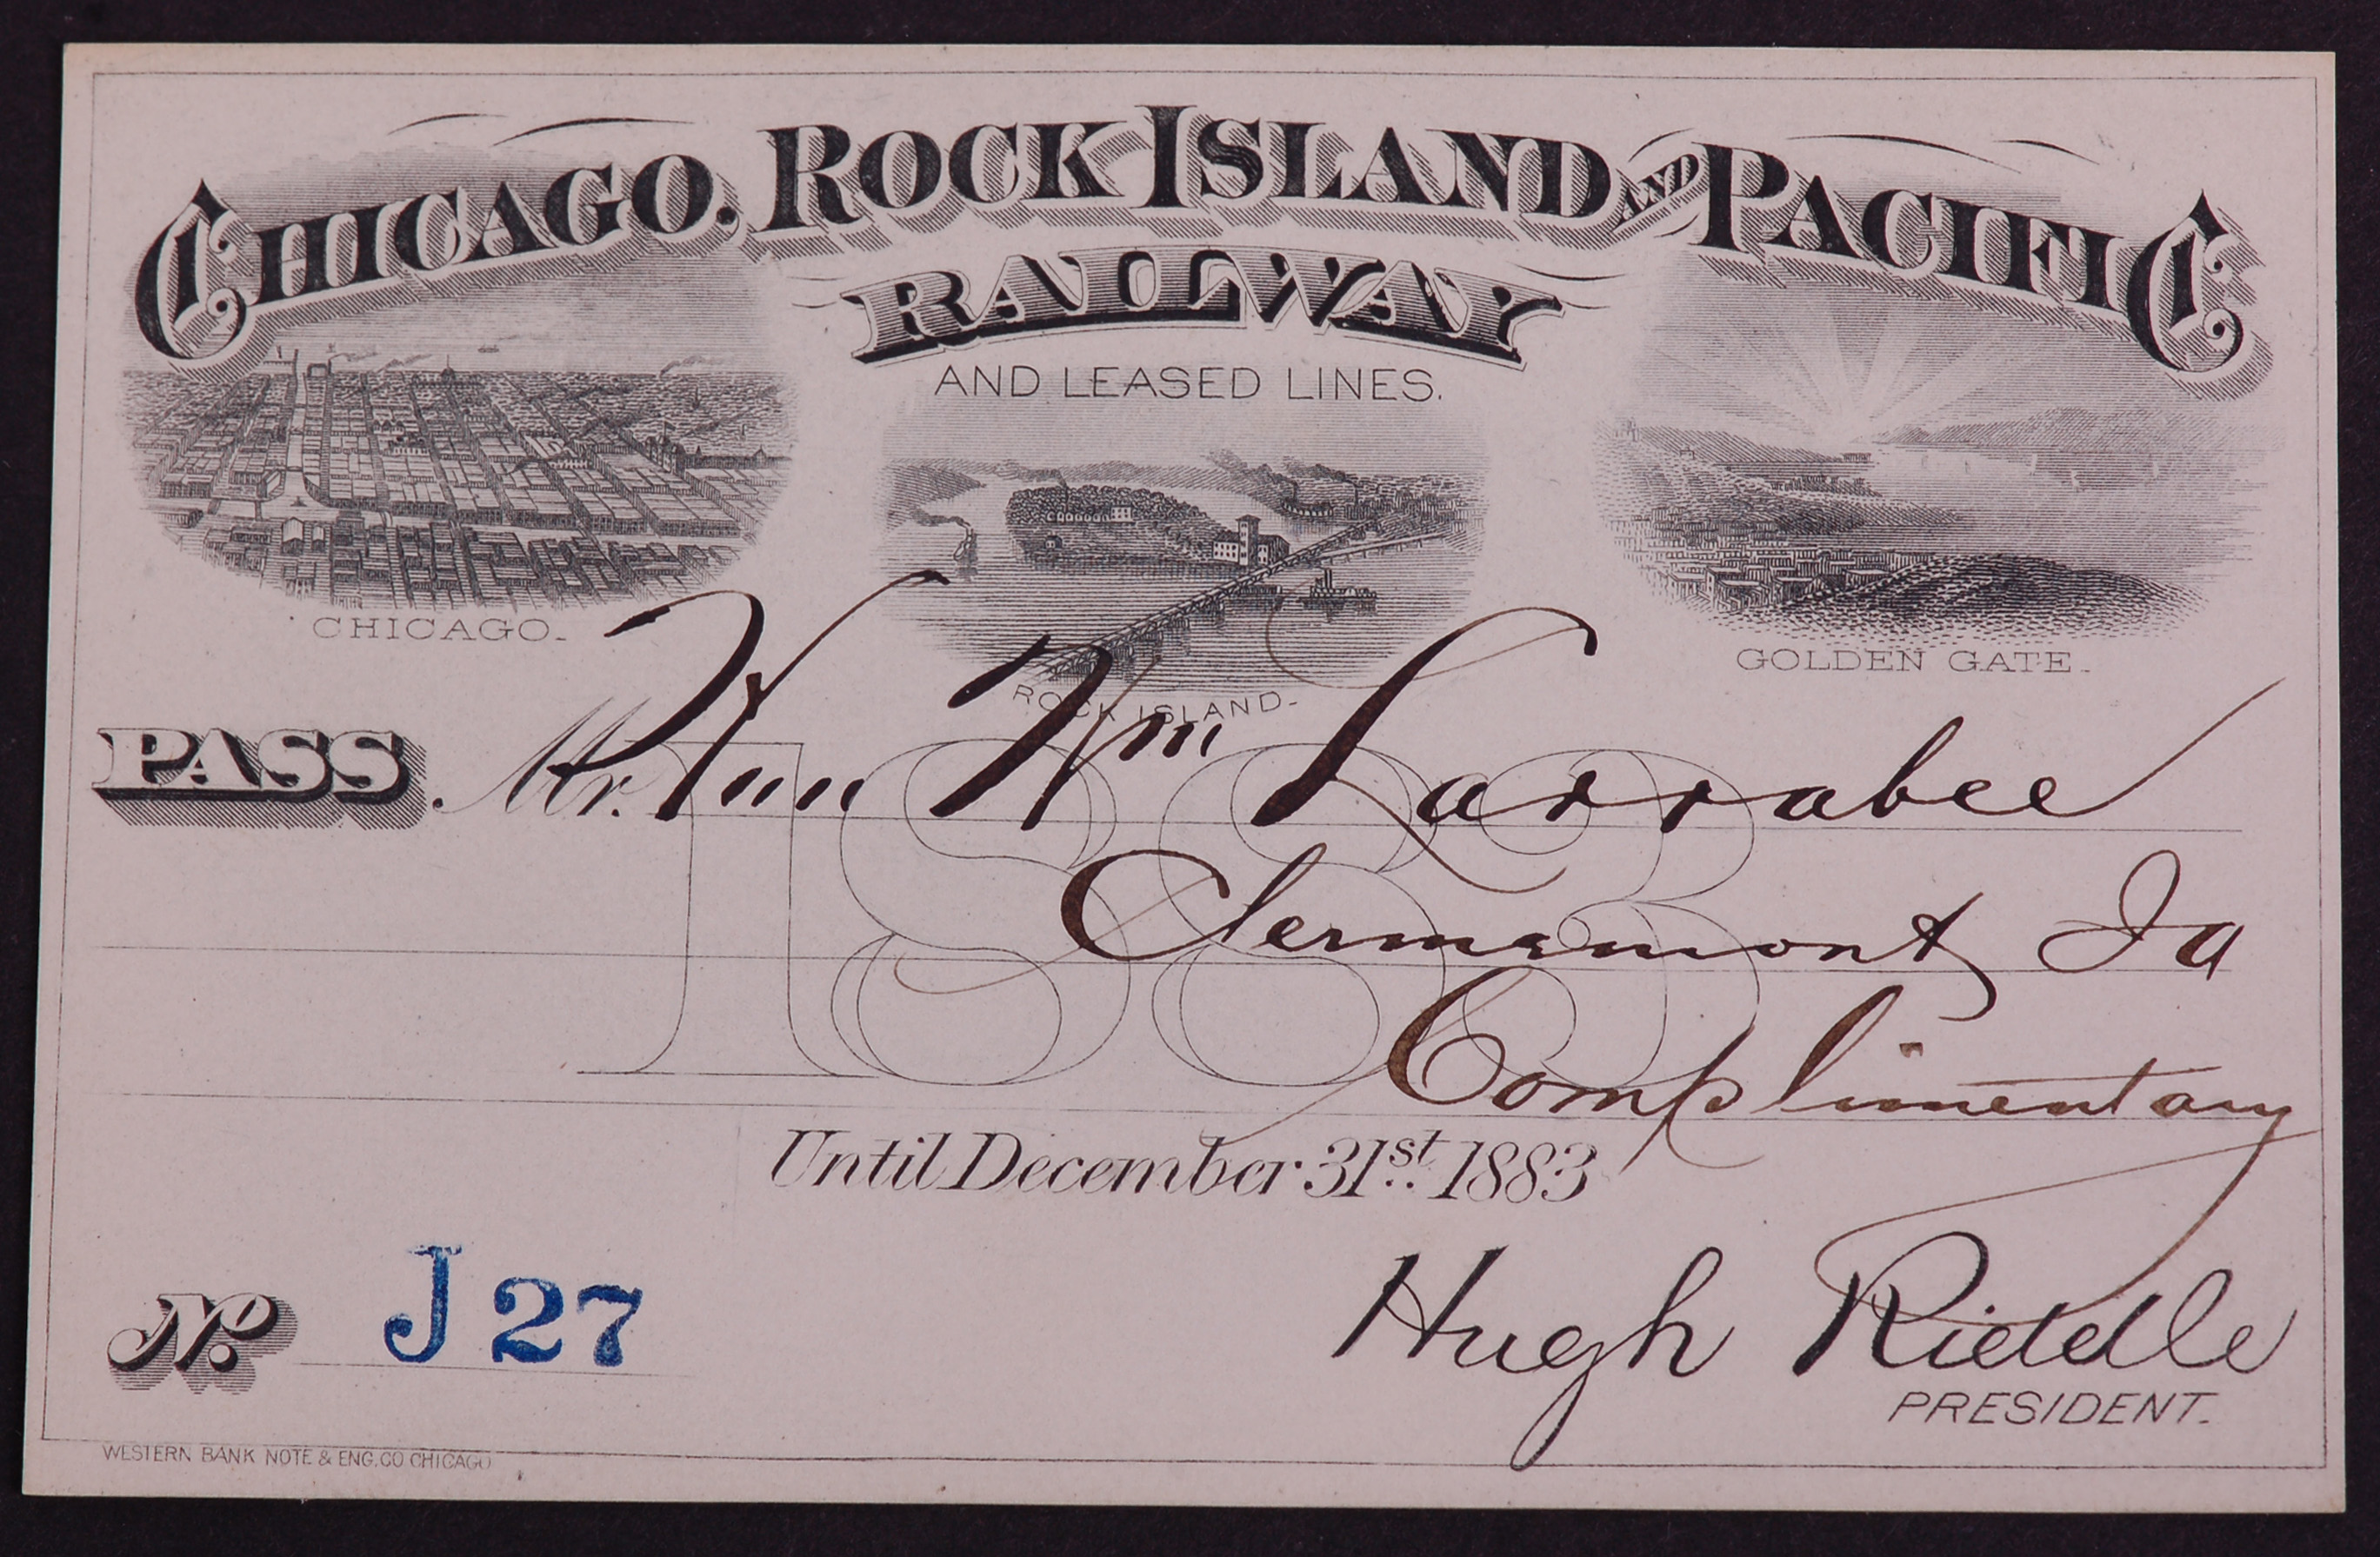 CHICAGO, ROCK ISLAND AND PACIFIC
RAILWAY
AND LEASED LINES.
CHICAGO.
ROCK ISLAND.
GOLDEN GATE.
1883
PASS Mr. Hon Wm Larrabee
Clermont Ia
Complimentary
Until December 31st. 1883
No. J 27
Hugh Riddle
PRESIDENT.
WESTERN BANK NOTE & ENG. CO CHICAGO